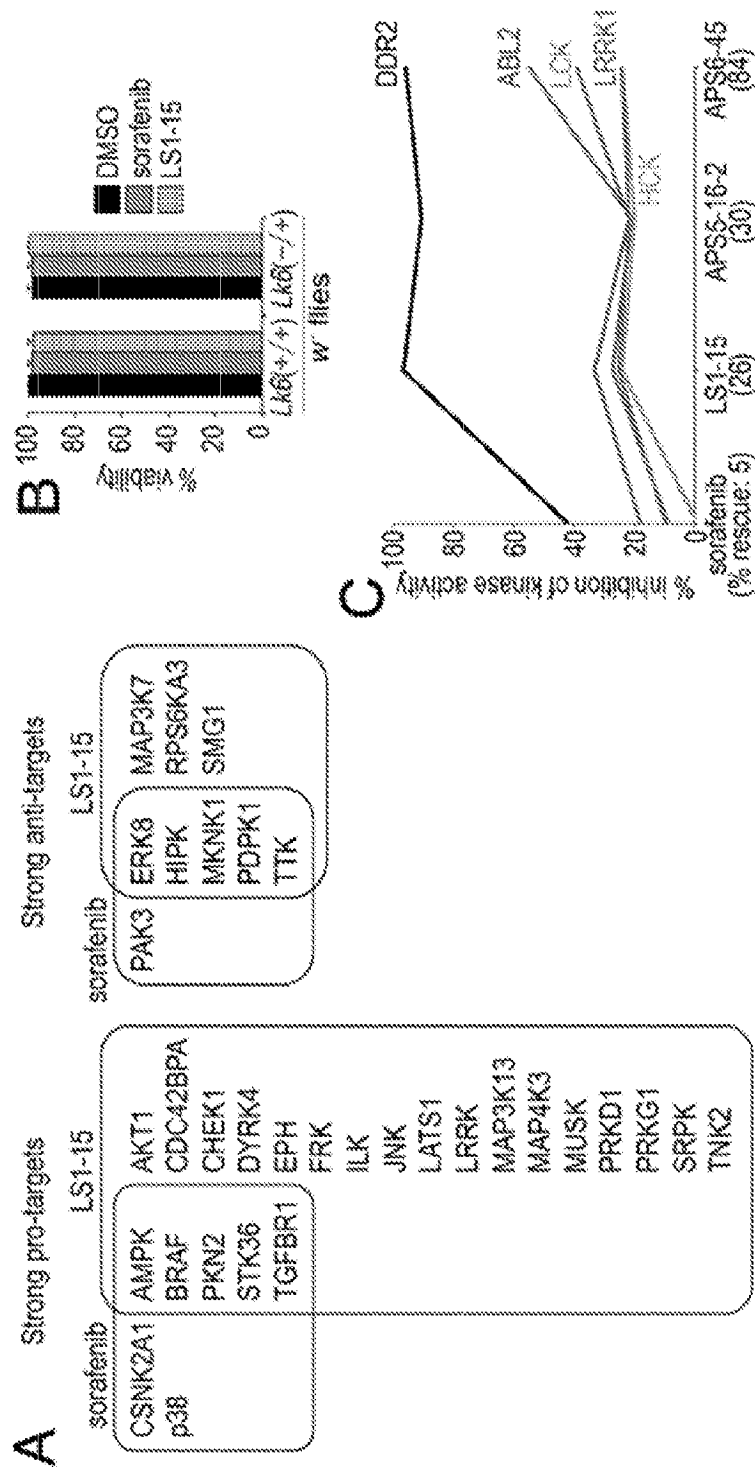 A
Strong pro-targets
sorafenib
LS1-15
CSNK2A1
p38
AMPK
BRAF
PKN2
STK36
TGFBR1
AKT1
CDC42BPA
CHEK1
DYRK4
EPH
FRK
ILK
JNK
LATS1
LRRK
MAP3K13
MAP4K3
MUSK
PRKD1
PRKG1
SRPK
TNK2
Strong anti-targets
sorafenib
LS1-15
PAK3
ERK8
HIPK
MKNK1
PDPK1
TTK
MAP3K7
RPS6KA3
SMG1
B
% viability
100
80
60
40
20
0
Lk6(+/+) Lk6(-/+)
w- flies
DMSO
sorafenib
LS1-15
C
% inhibition of kinase activity
100
80
60
40
20
0
DDR2
ABL2
LCK
LRRK1
HCK
sorafenib LS1-15 APS5-16-2 APS6-45
(% rescue: 5) (26) (30) (84)